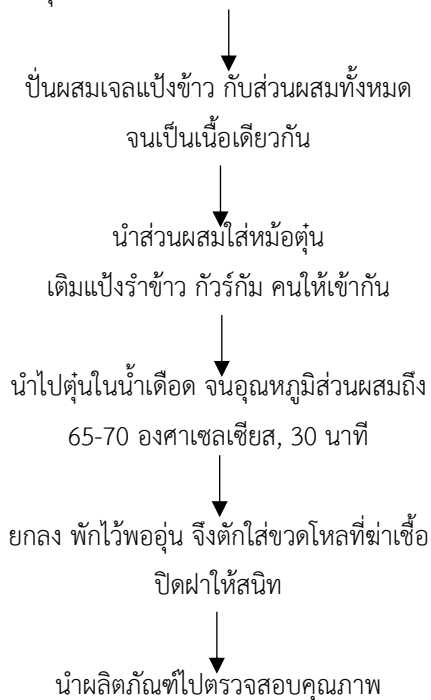 ปั่นผสมเจลแป้งข้าว กับส่วนผสมทั้งหมด
จนเป็นเนื้อเดียวกัน
นำส่วนผสมใส่หม้อตุ๋น
เติมแป้งรำข้าว กัวร์กัม คนให้เข้ากัน
นำไปตุ๋นในน้ำเดือด จนอุณหภูมิส่วนผสมถึง
65-70 องศาเซลเซียส, 30 นาที
ยกลง พักไว้พออุ่น จึงตักใส่ขวดโหลที่ฆ่าเชื้อ
ปิดฝาให้สนิท
นำผลิตภัณฑ์ไปตรวจสอบคุณภาพ